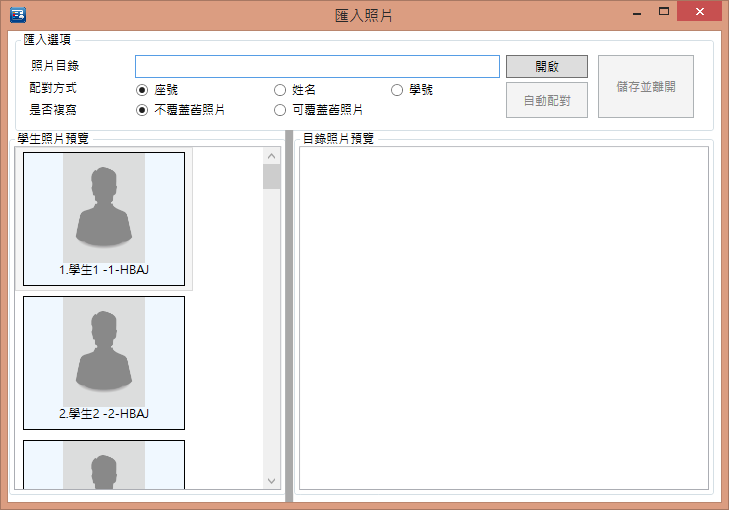 匯入照片
匯入選項
照片目錄
開啟
儲存並離開
配對方式
座號
姓名
學號
自動配對
是否複寫
不覆蓋舊照片
可覆蓋舊照片
學生照片預覽
目錄照片預覽
1.學生1 -1-HBAJ
2.學生2 -2-HBAJ